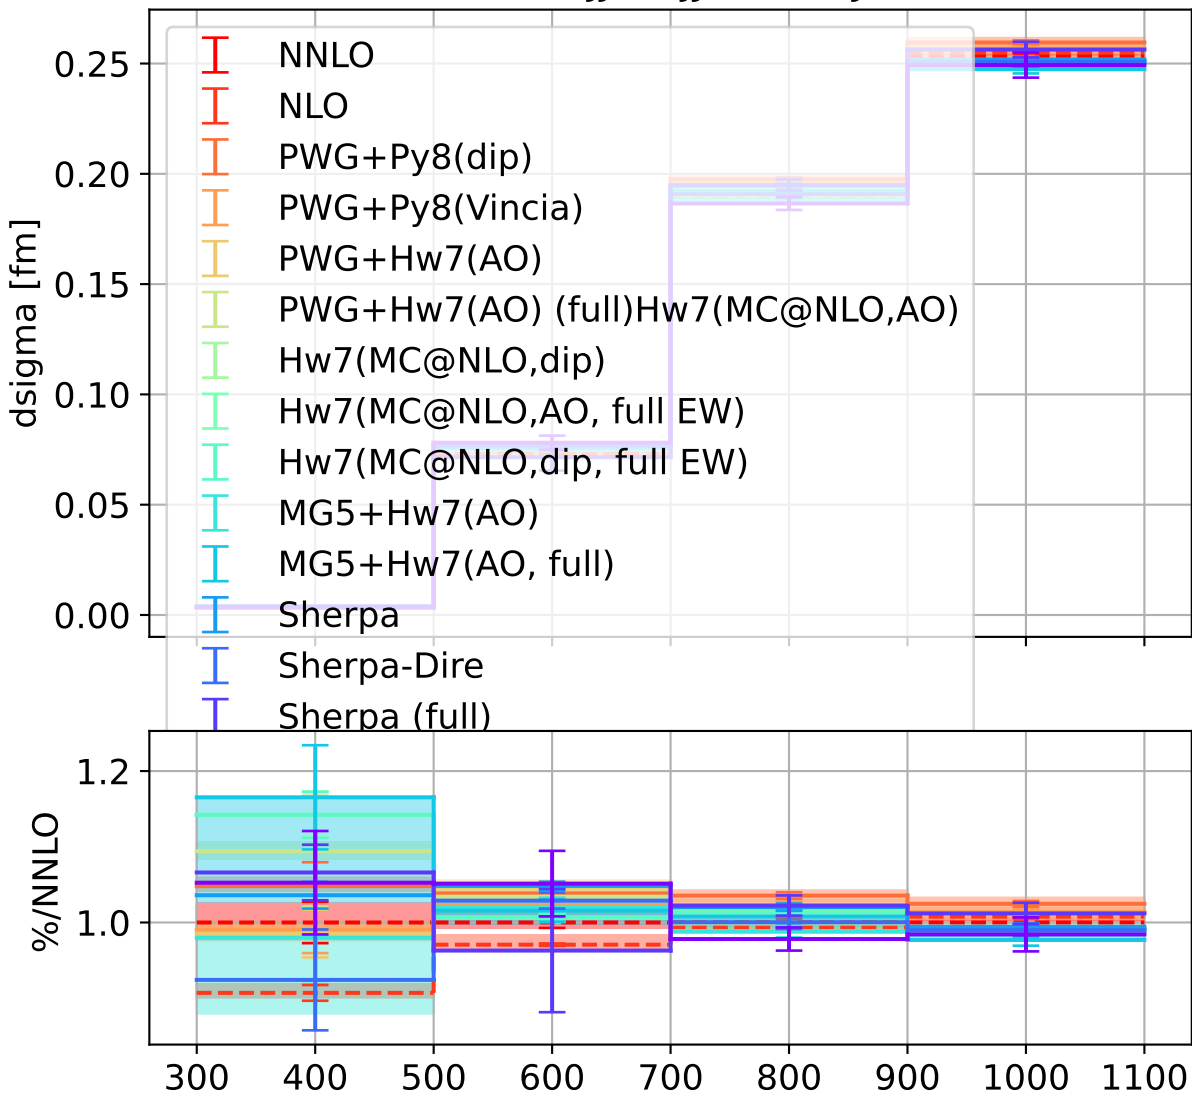 0.25
0.20
0.15
0.10
0.05
0.00
dsigma [fm]
NNLO
NLO
PWG+Py8(dip)
PWG+Py8(Vincia)
PWG+Hw7(AO)
PWG+Hw7(AO) (full)Hw7(MC@NLO,AO)
Hw7(MC@NLO,dip)
Hw7(MC@NLO,AO, full EW)
Hw7(MC@NLO,dip, full EW)
MG5+Hw7(AO)
MG5+Hw7(AO, full)
Sherpa
Sherpa-Dire
Sherpa (full)
1.2
1.0
%/NNLO
300 400 500 600 700 800 900 1000 1100